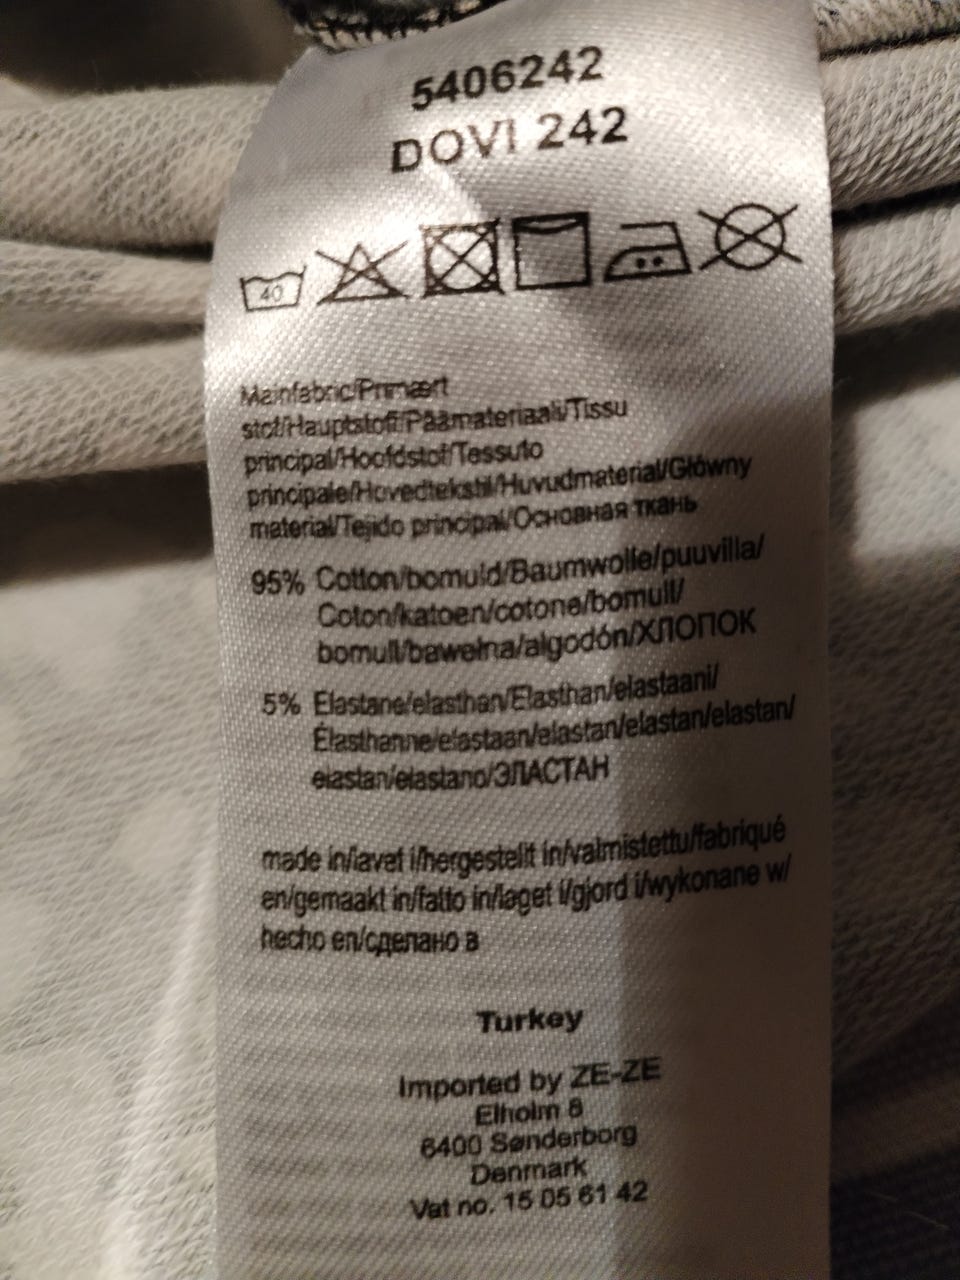 5406242
DOVI 242
40
Mainfabric/Primært
stof/Hauptstoff/Päämateriaali/Tissu
principal/Hoofdstof/Tessuto
principale/Hovedtekstil/Huvudmaterial/Główny
material/Tejido principal/Основная ткань
95% Cotton/bomuld/Baumwolle/puuvilla/
Coton/katoen/cotone/bomull/
bomull/bawełna/algodón/ХЛОПОК
5% Elastane/elasthan/Elasthan/elastaani/
Élasthanne/elastaan/elastan/elastan/elastan/
elastan/elastano/ЭЛАСТАН
made in/lavet i/hergestellt in/valmistettu/fabriqué
en/gemaakt in/fatto in/laget i/gjord i/wykonane w/
hecho en/сделано в
Turkey
Imported by ZE-ZE
Elholm 8
6400 Sønderborg
Denmark
Vat no. 15 05 61 42